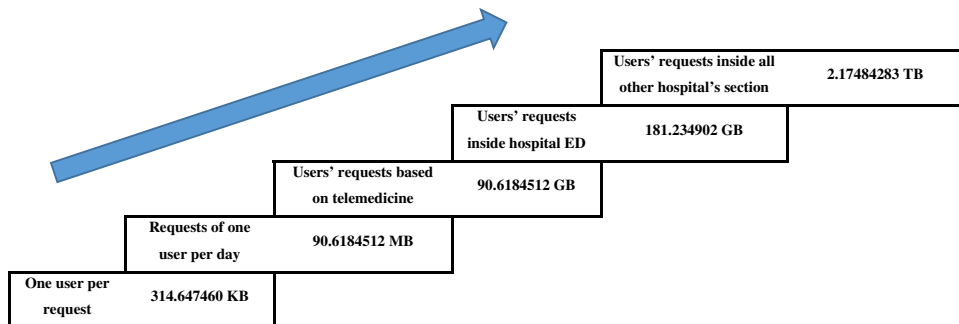 Users’ requests inside all
other hospital’s section
2.17484283 TB
Users’ requests
inside hospital ED
181.234902 GB
Users’ requests based
on telemedicine
90.6184512 GB
Requests of one
user per day
90.6184512 MB
One user per
request
314.647460 KB